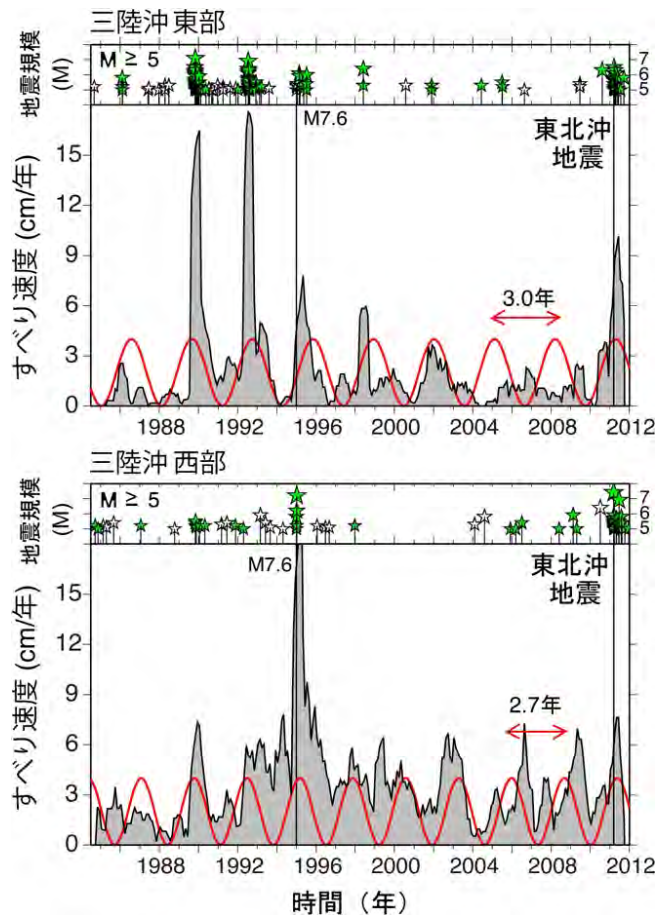 三陸沖 東部
地震規模
(M)
M ≥ 5
7
6
5
M7.6
東北沖
地震
すべり速度 (cm/年)
15
12
9
6
3
0
3.0年
1988 1992 1996 2000 2004 2008 2012
三陸沖 西部
地震規模
(M)
M ≥ 5
7
6
5
M7.6
東北沖
地震
すべり速度 (cm/年)
15
12
9
6
3
0
2.7年
1988 1992 1996 2000 2004 2008 2012
時間（年）